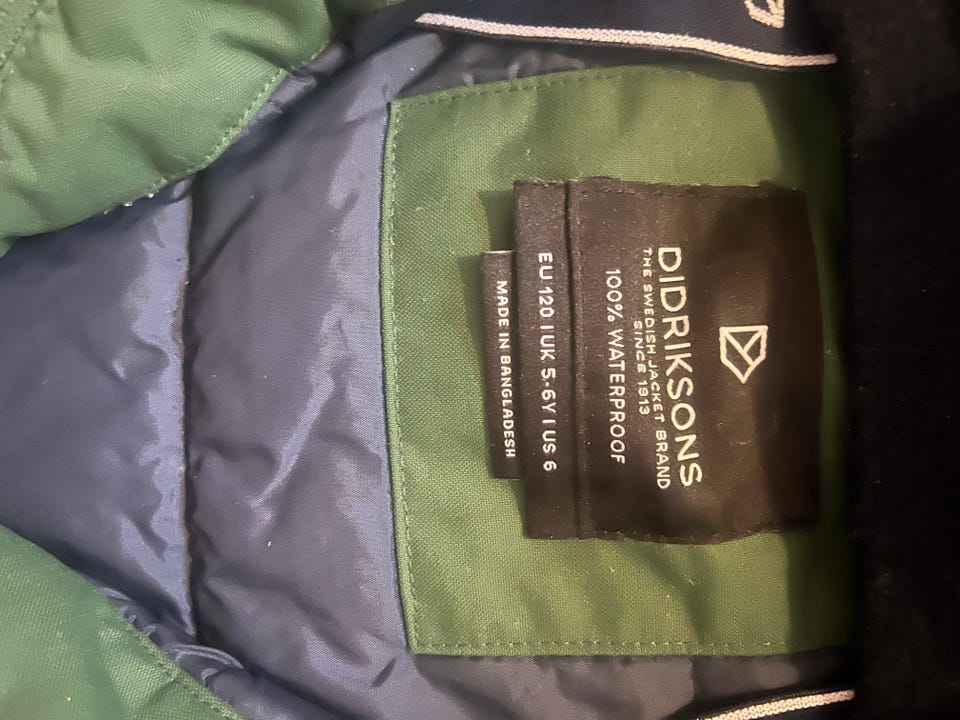 DIDRIKSONS
THE SWEDISH JACKET BRAND
SINCE 1913
100% WATERPROOF
EU 120 I UK 5-6Y I US 6
MADE IN BANGLADESH